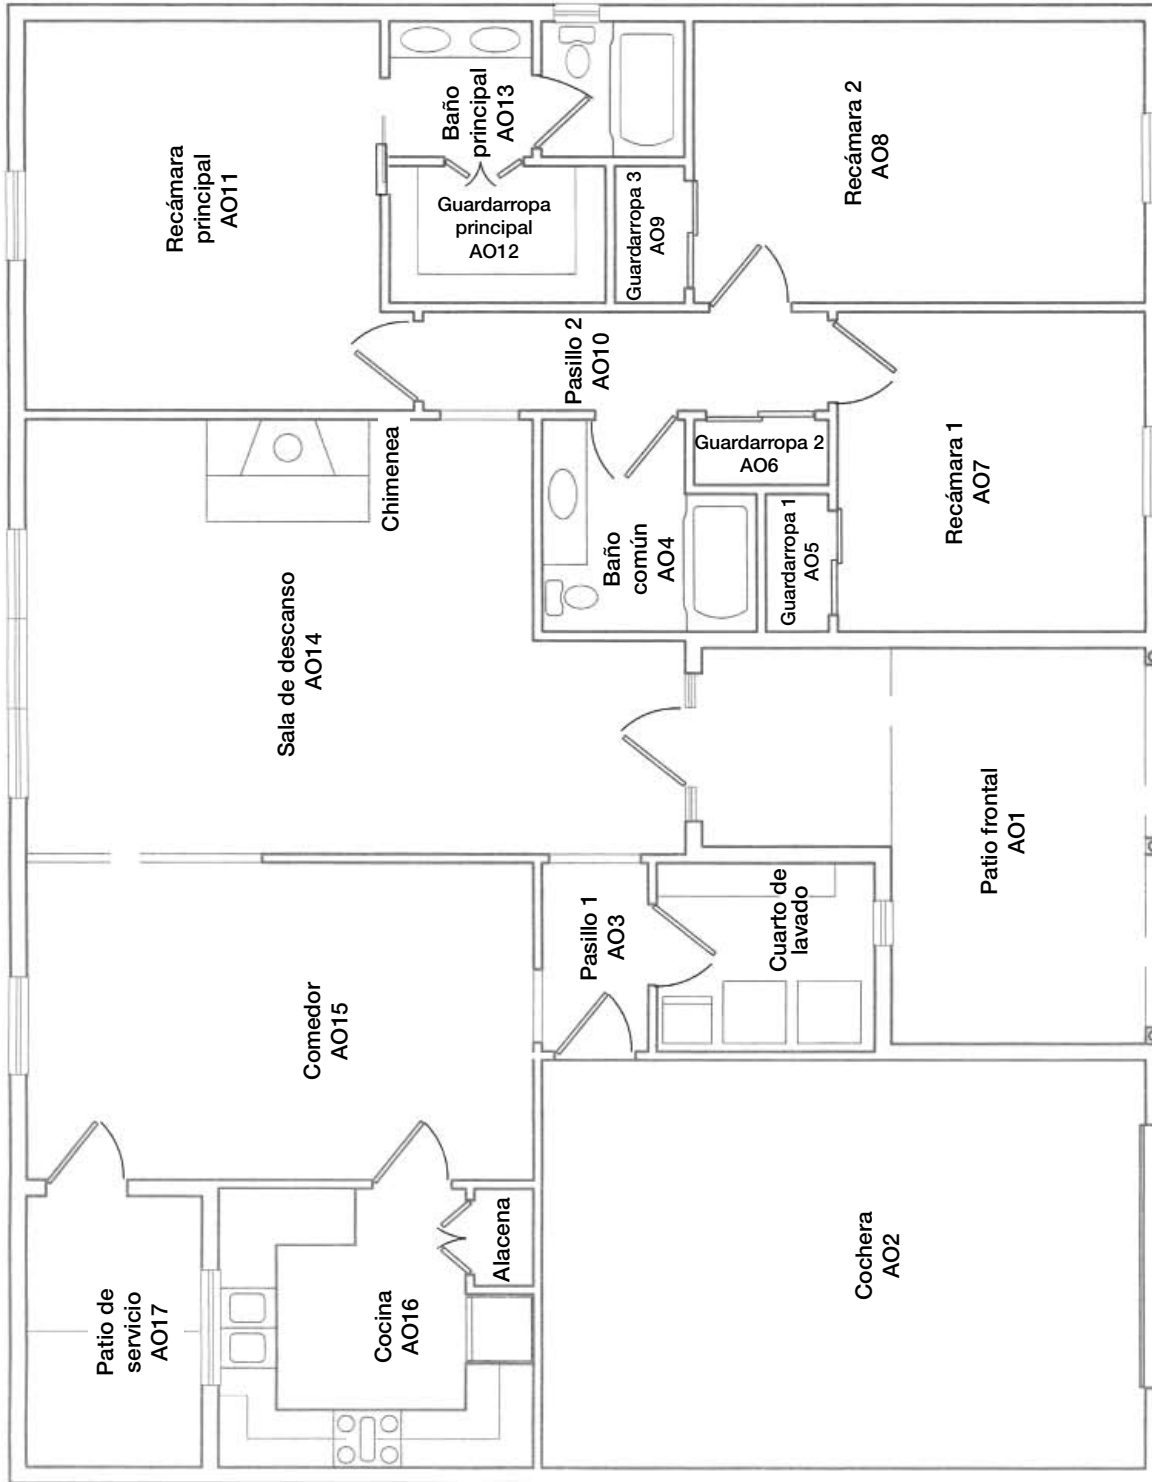 Recámara
principal
AO11
Baño
principal
AO13
Guardarropa
principal
AO12
Guardarropa 3
AO9
Recámara 2
AO8
Pasillo 2
AO10
Chimenea
Guardarropa 2
AO6
Baño
común
AO4
Guardarropa 1
AO5
Recámara 1
AO7
Sala de descanso
AO14
Patio frontal
AO1
Pasillo 1
AO3
Cuarto de
lavado
Comedor
AO15
Patio de
servicio
AO17
Cocina
AO16
Alacena
Cochera
AO2